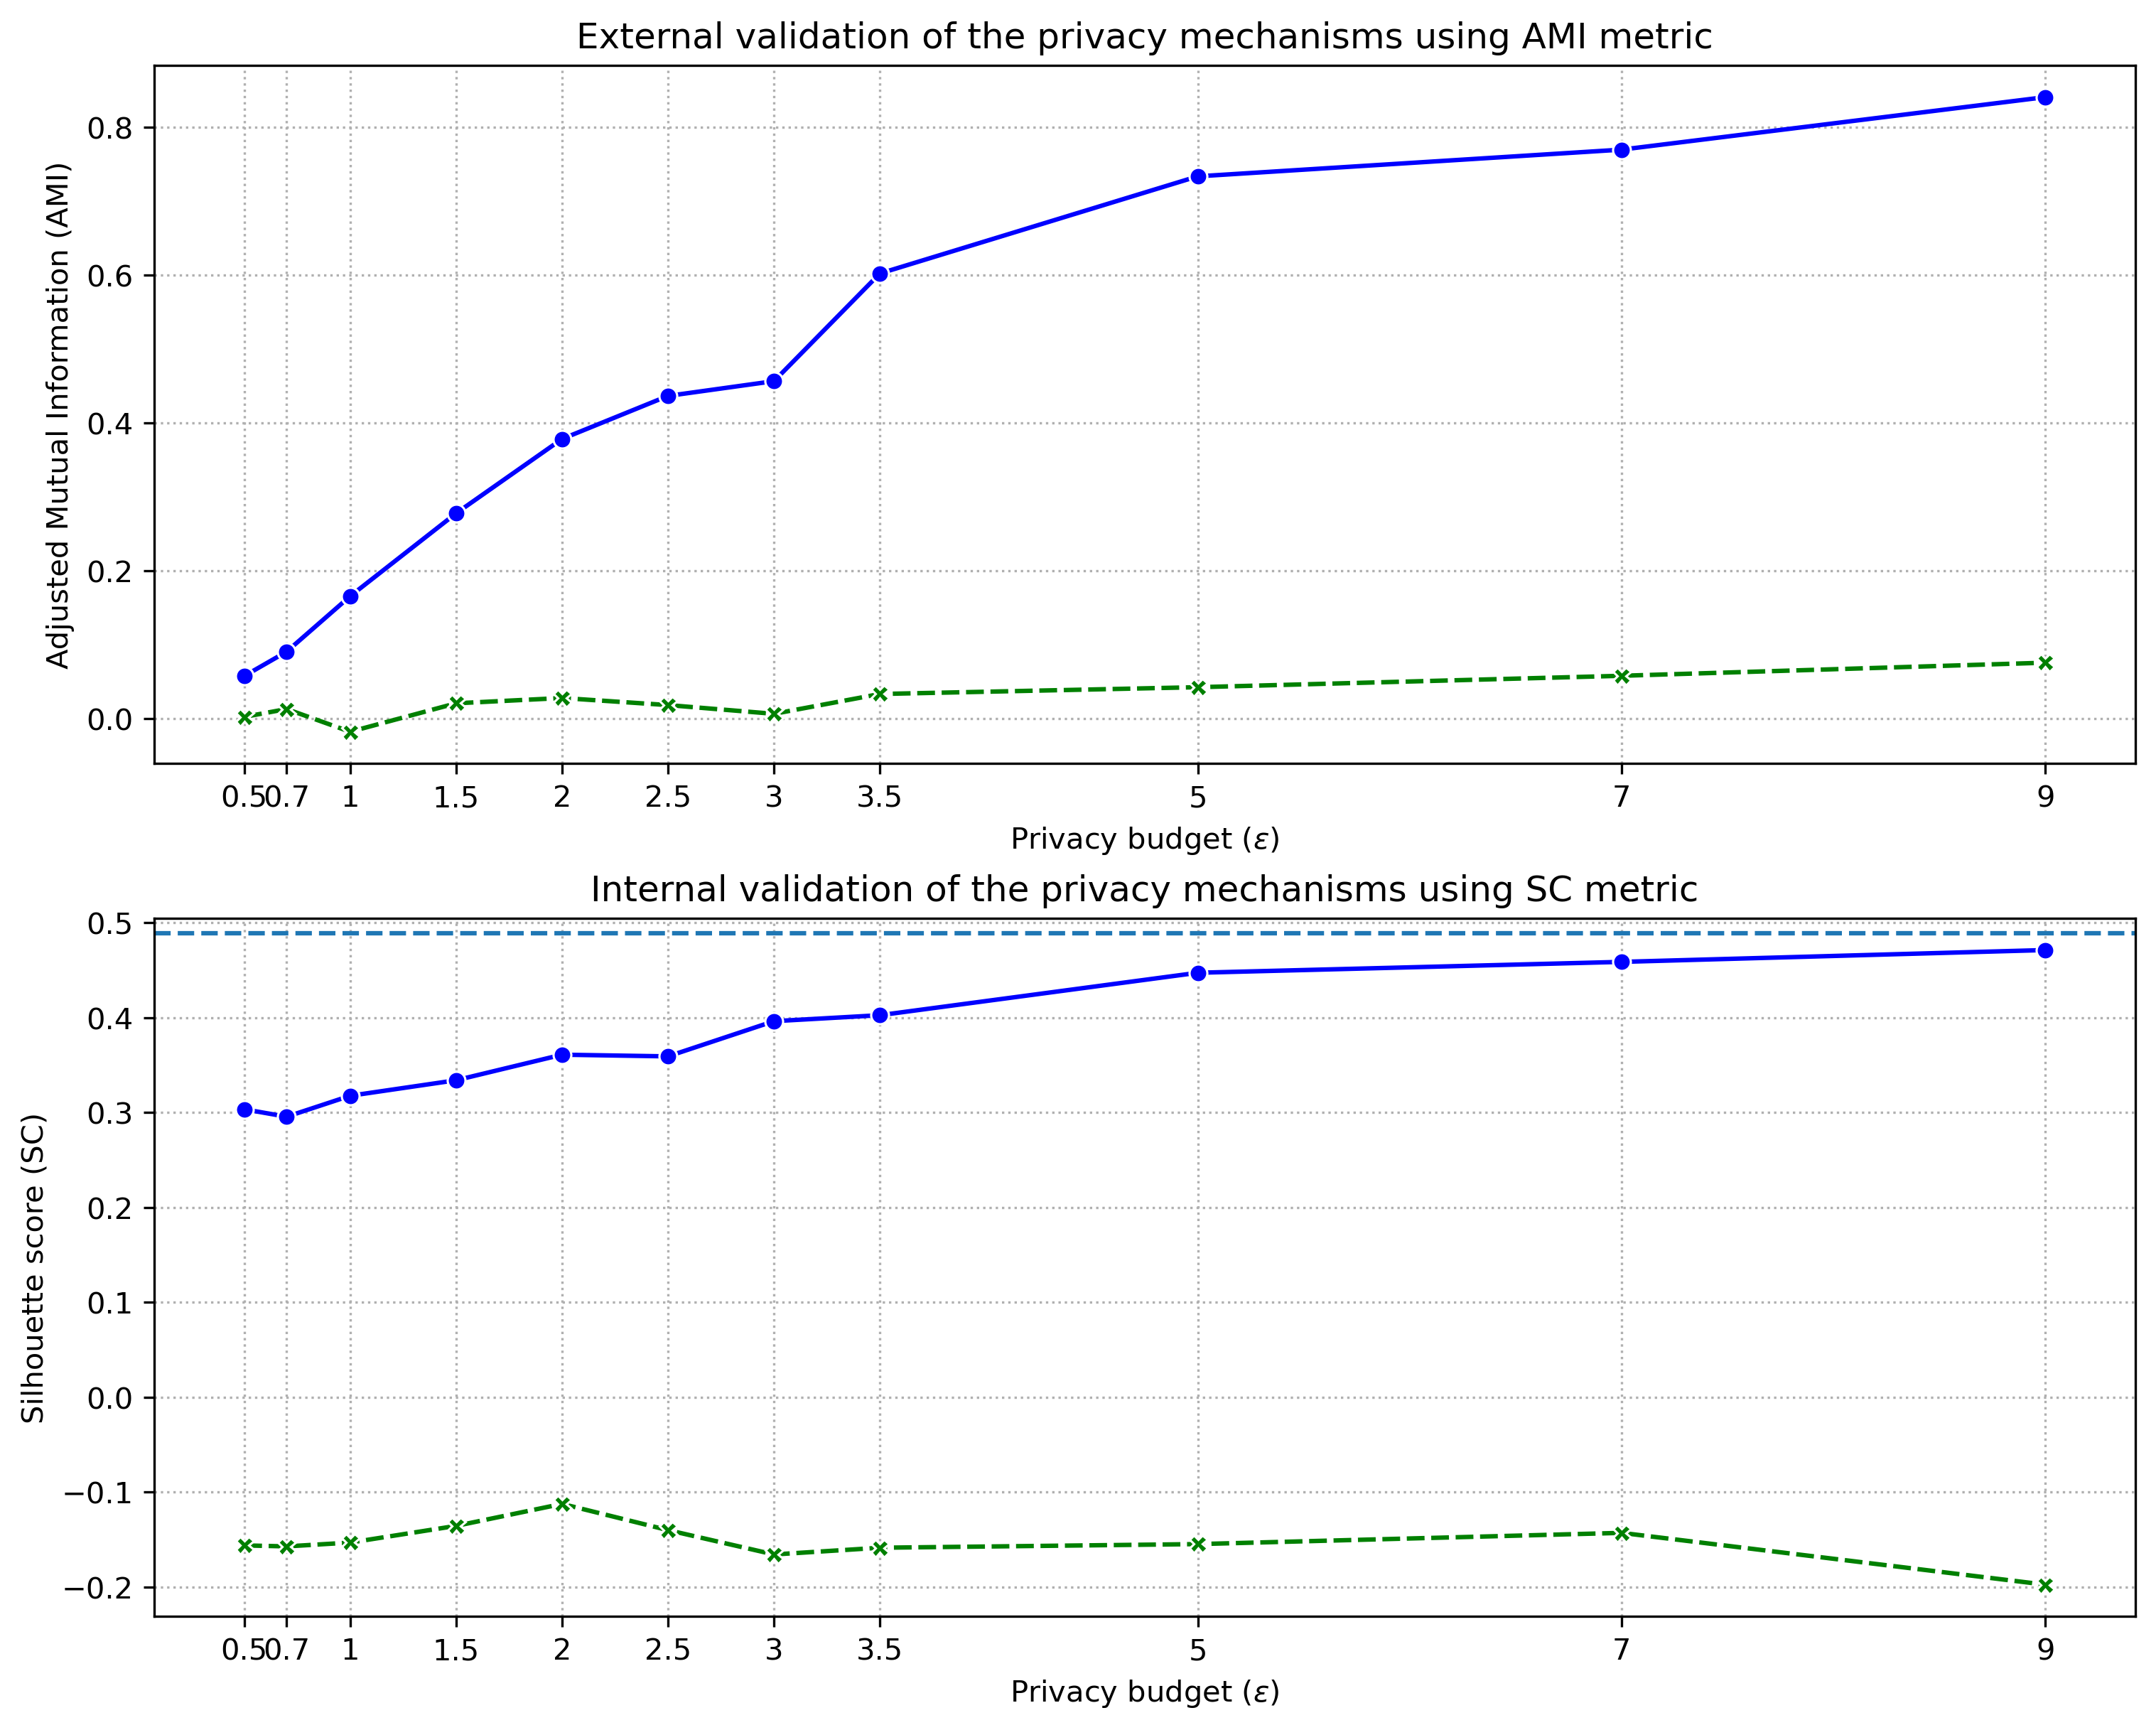 External validation of the privacy mechanisms using AMI metric
Adjusted Mutual Information (AMI)
0.8
0.6
0.4
0.2
0.0
0.5 0.7 1 1.5 2 2.5 3 3.5 5 7 9
Privacy budget (ε)
Internal validation of the privacy mechanisms using SC metric
Silhouette score (SC)
0.5
0.4
0.3
0.2
0.1
0.0
−0.1
−0.2
0.5 0.7 1 1.5 2 2.5 3 3.5 5 7 9
Privacy budget (ε)